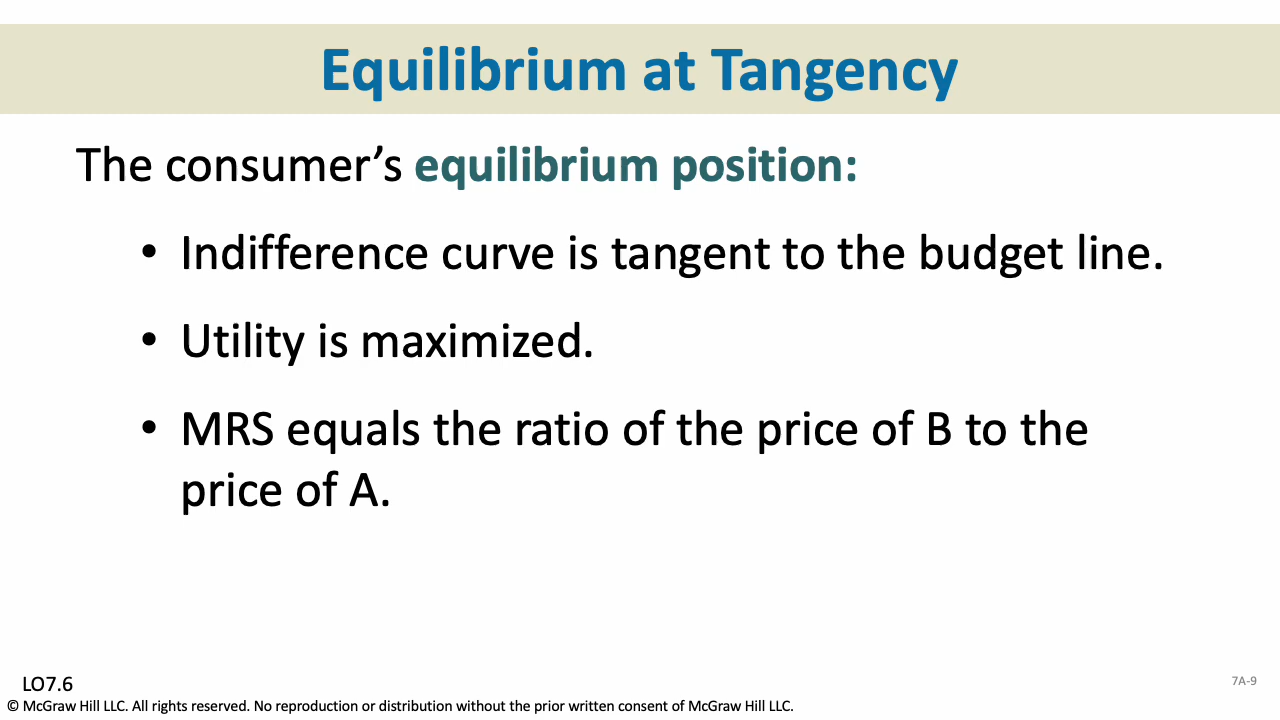 Equilibrium at Tangency
The consumer’s equilibrium position:
• Indifference curve is tangent to the budget line.
• Utility is maximized.
• MRS equals the ratio of the price of B to the
price of A.
LO7.6
7A-9
© McGraw Hill LLC. All rights reserved. No reproduction or distribution without the prior written consent of McGraw Hill LLC.